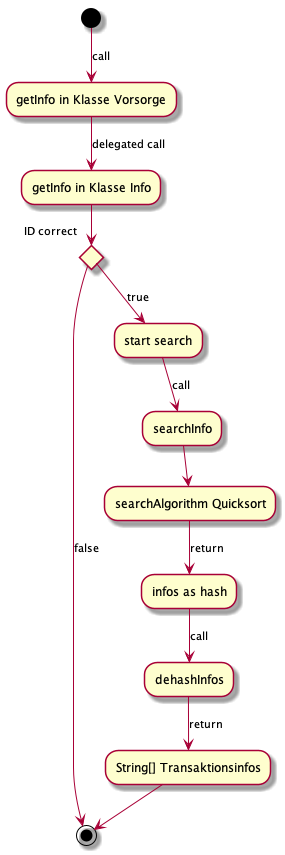 call
getInfo in Klasse Vorsorge
delegated call
getInfo in Klasse Info
ID correct
true
start search
call
searchInfo
searchAlgorithm Quicksort
return
false
infos as hash
call
dehashInfos
return
String[] Transaktionsinfos